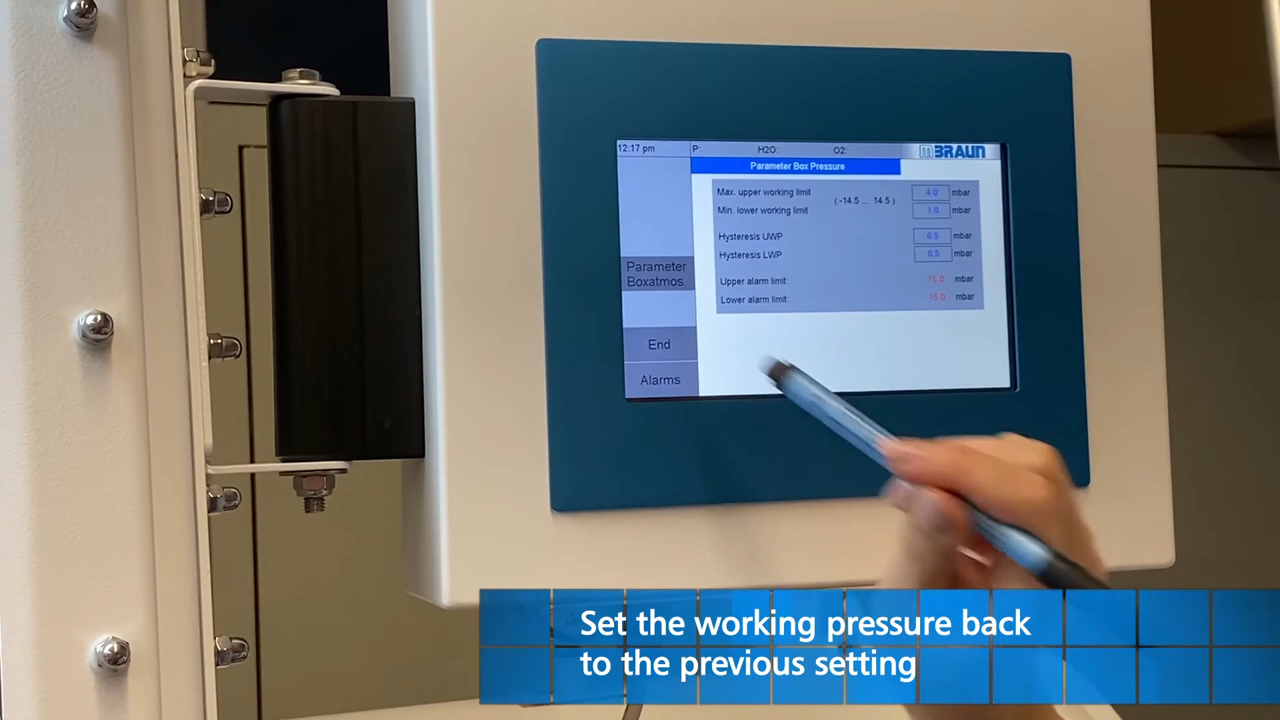 12:17 pm P: H2O: O2: MBRAUN
Parameter Box Pressure
Max. upper working limit 4.0 mbar
( -14.5 ... 14.5 )
Min. lower working limit 1.0 mbar
Hysteresis UWP 0.5 mbar
Hysteresis LWP 0.5 mbar
Upper alarm limit: 15.0 mbar
Lower alarm limit: -15.0 mbar
Parameter
Boxatmos.
End
Alarms
Set the working pressure back
to the previous setting